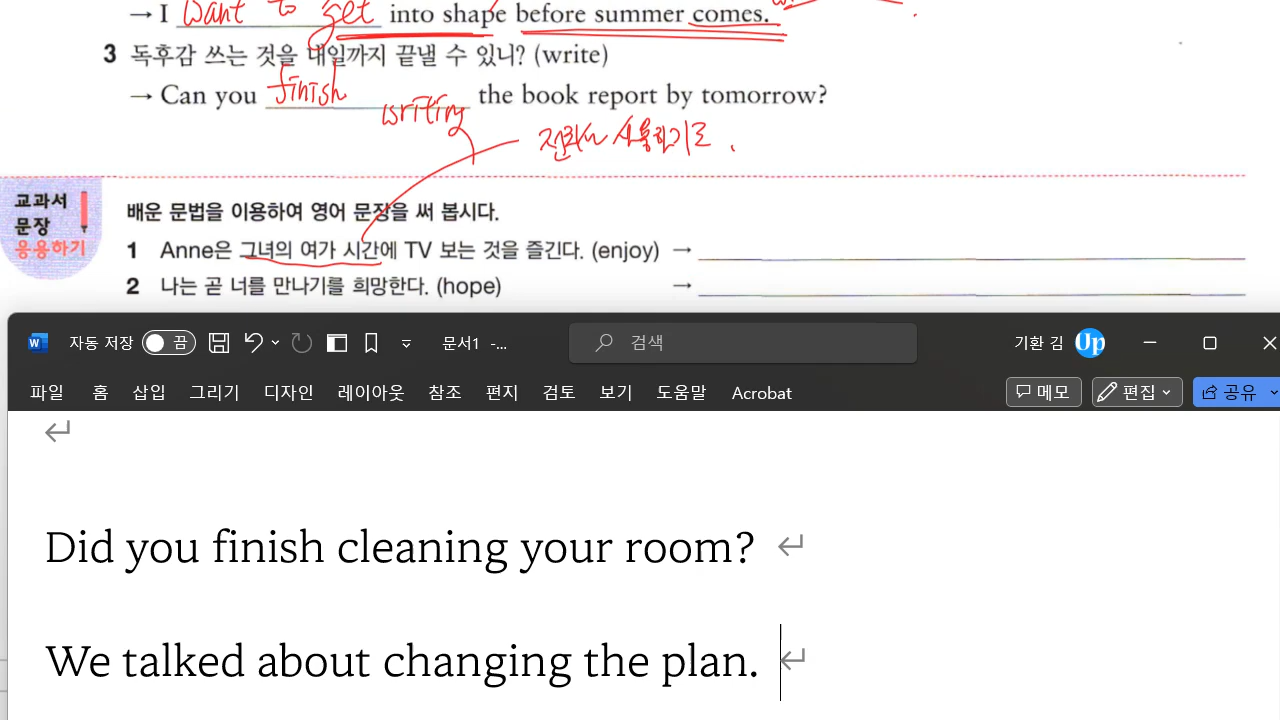 → I want to get into shape before summer comes.
3 독후감 쓰는 것을 내일까지 끝낼 수 있니? (write)
→ Can you finish writing the book report by tomorrow?
전치사 사용하기로.
교과서
문장
응용하기
배운 문법을 이용하여 영어 문장을 써 봅시다.
1 Anne은 그녀의 여가 시간에 TV 보는 것을 즐긴다. (enjoy) →
2 나는 곧 너를 만나기를 희망한다. (hope) →
자동 저장 끔 문서1 -... 검색 기환 김 Up
파일 홈 삽입 그리기 디자인 레이아웃 참조 편지 검토 보기 도움말 Acrobat 메모 편집 공유
Did you finish cleaning your room?
We talked about changing the plan.